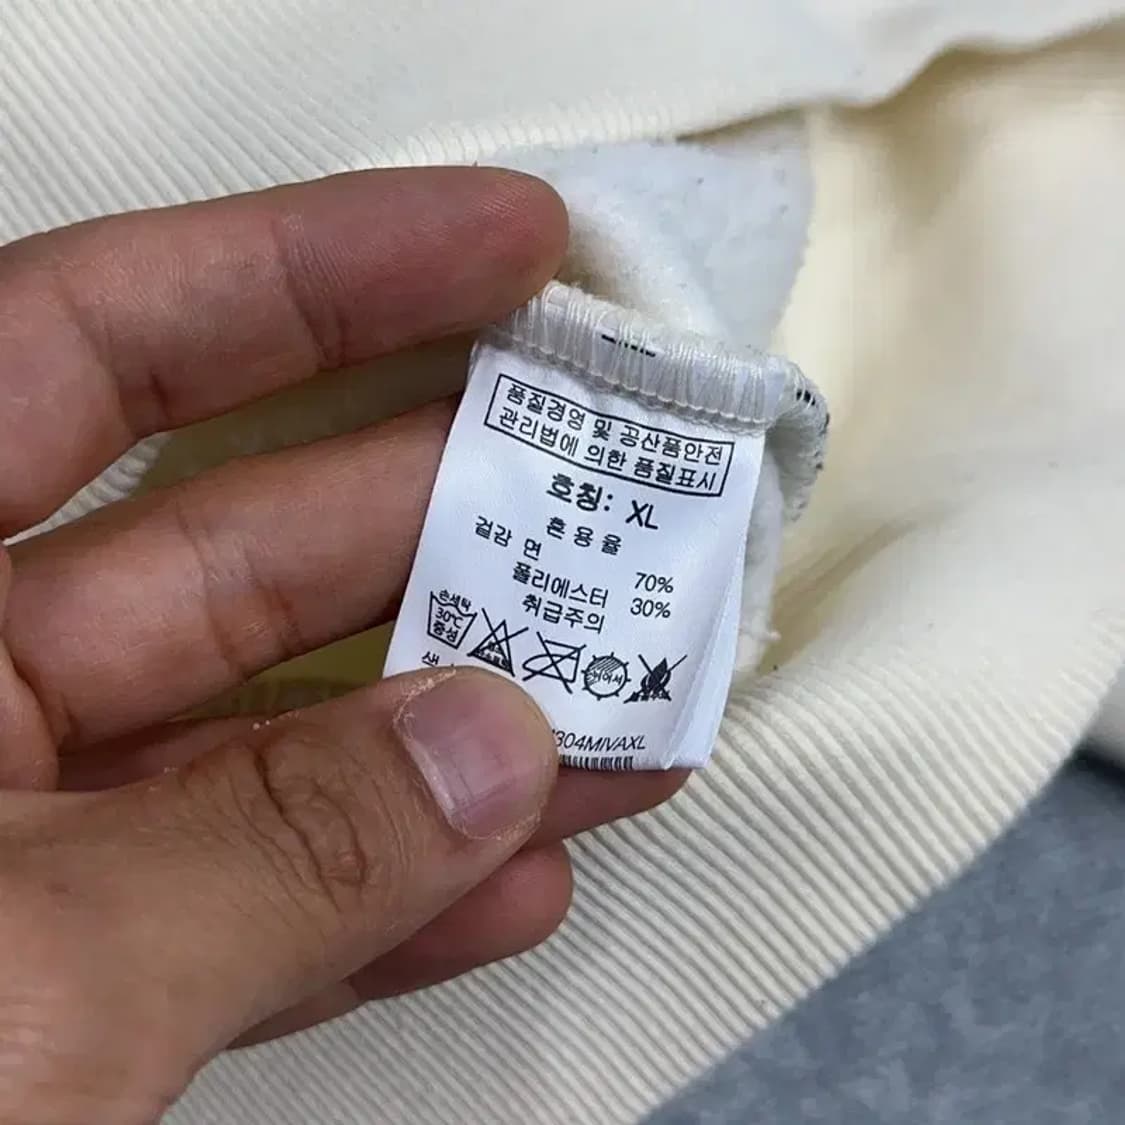 품질경영 및 공산품안전
관리법에 의한 품질표시
호칭: XL
혼 용 율
겉감 면 70%
폴리에스터 30%
취급주의
손세탁
30℃
중성
304MIVAXL